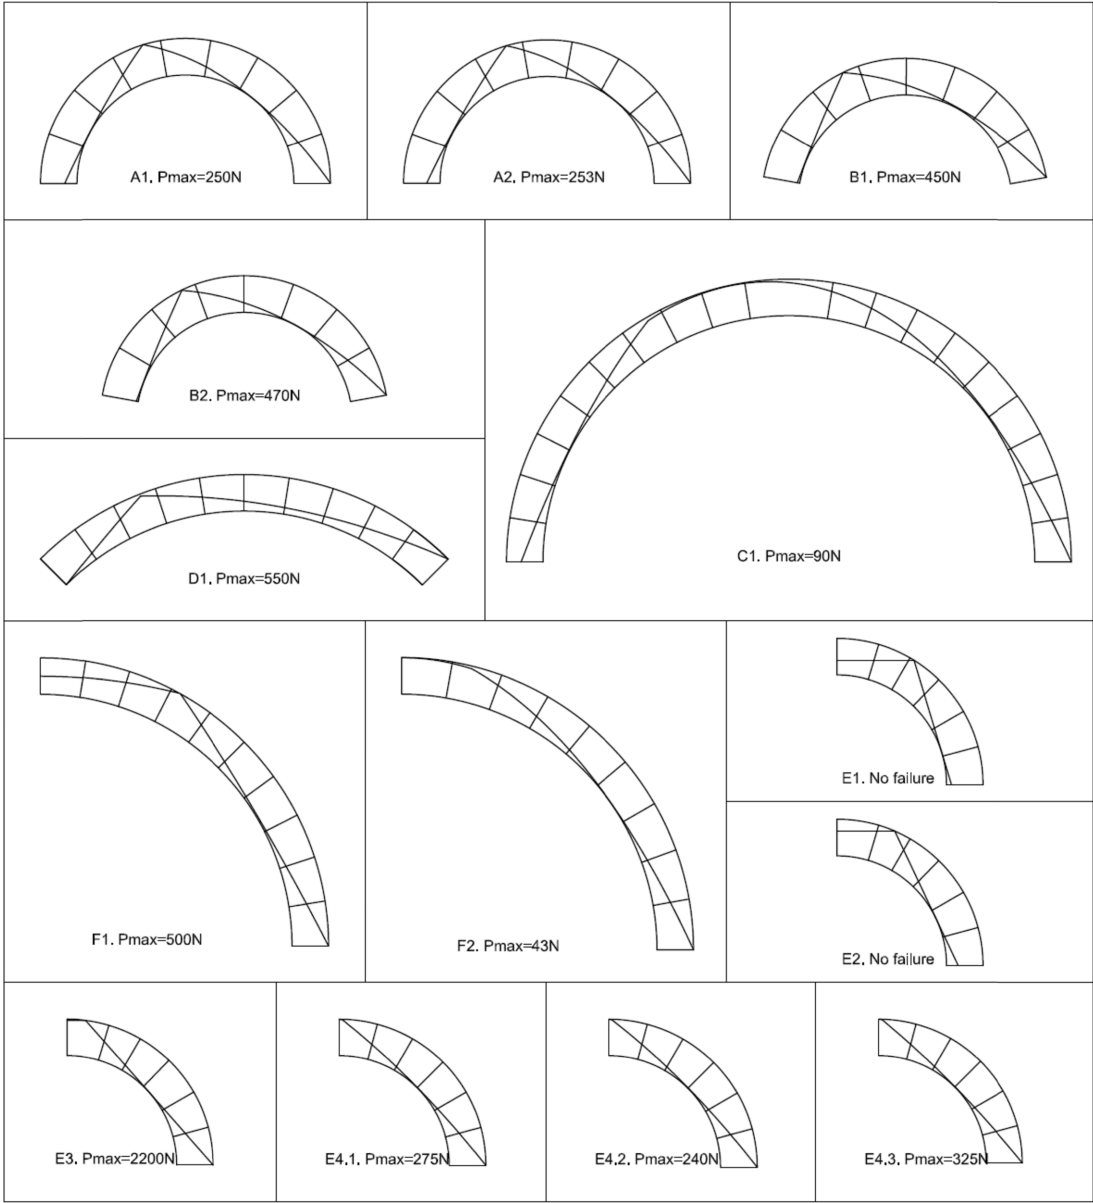 A1. Pmax=250N
A2. Pmax=253N
B1. Pmax=450N
B2. Pmax=470N
D1. Pmax=550N
C1. Pmax=90N
F1. Pmax=500N
F2. Pmax=43N
E1. No failure
E2. No failure
E3. Pmax=2200N
E4.1. Pmax=275N
E4.2. Pmax=240N
E4.3. Pmax=325N